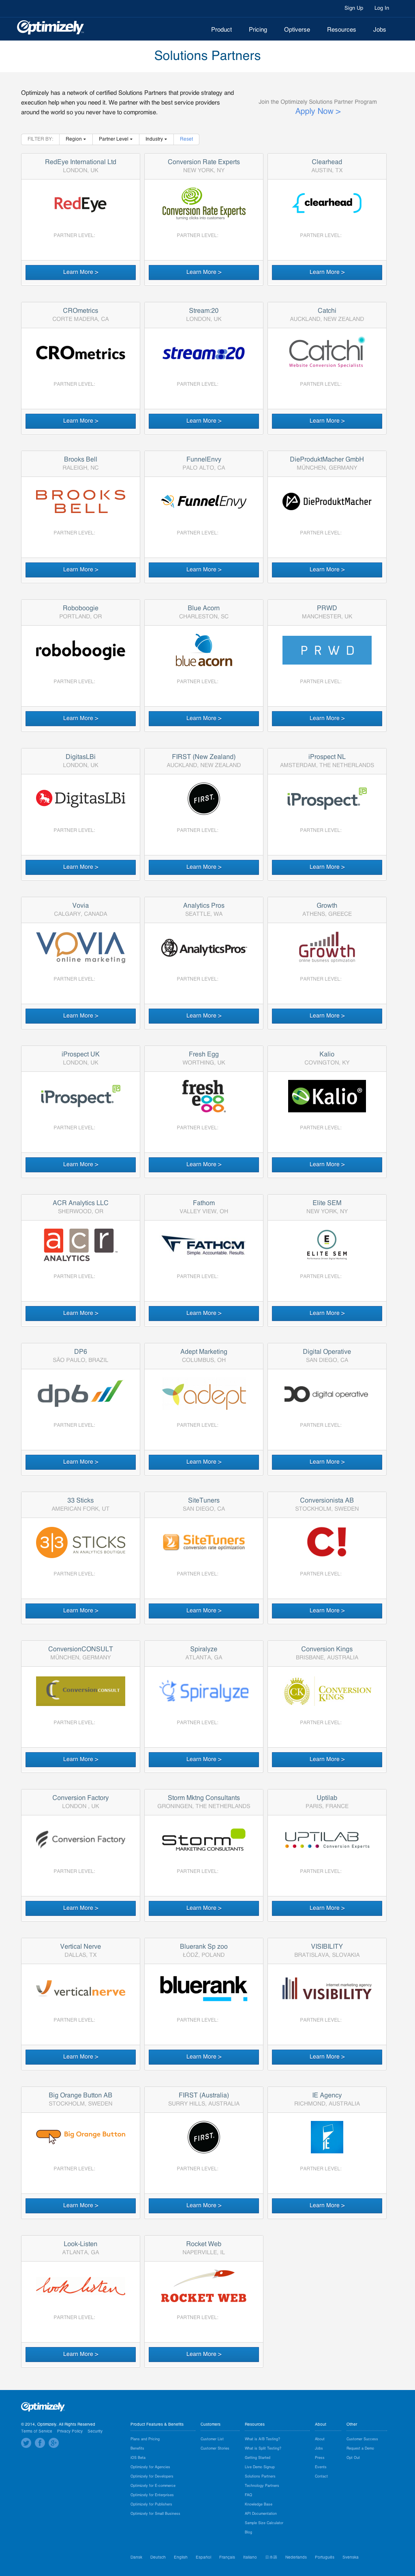 Sign Up Log In
Optimizely
Product Pricing Optiverse Resources Jobs
Solutions Partners
Optimizely has a network of certified Solutions Partners that provide strategy and
execution help when you need it. We partner with the best service providers
around the world so you never have to compromise.
Join the Optimizely Solutions Partner Program
Apply Now >
FILTER BY: Region Partner Level Industry Reset
RedEye International Ltd
LONDON, UK
RedEye
PARTNER LEVEL:
Learn More >
Conversion Rate Experts
NEW YORK, NY
Conversion Rate Experts
turning clicks into customers
PARTNER LEVEL:
Learn More >
Clearhead
AUSTIN, TX
{clearhead}
PARTNER LEVEL:
Learn More >
CROmetrics
CORTE MADERA, CA
CROmetrics
PARTNER LEVEL:
Learn More >
Stream:20
LONDON, UK
stream:20
PARTNER LEVEL:
Learn More >
Catchi
AUCKLAND, NEW ZEALAND
Catchi
Website Conversion Specialists
PARTNER LEVEL:
Learn More >
Brooks Bell
RALEIGH, NC
BROOKS
BELL
PARTNER LEVEL:
Learn More >
FunnelEnvy
PALO ALTO, CA
FunnelEnvy
PARTNER LEVEL:
Learn More >
DieProduktMacher GmbH
MÜNCHEN, GERMANY
DieProduktMacher
PARTNER LEVEL:
Learn More >
Roboboogie
PORTLAND, OR
roboboogie
PARTNER LEVEL:
Learn More >
Blue Acorn
CHARLESTON, SC
blue acorn
PARTNER LEVEL:
Learn More >
PRWD
MANCHESTER, UK
PRWD
PARTNER LEVEL:
Learn More >
DigitasLBi
LONDON, UK
DigitasLBi
PARTNER LEVEL:
Learn More >
FIRST (New Zealand)
AUCKLAND, NEW ZEALAND
FIRST.
PARTNER LEVEL:
Learn More >
iProspect NL
AMSTERDAM, THE NETHERLANDS
iProspect.
PARTNER LEVEL:
Learn More >
Vovia
CALGARY, CANADA
VOVIA
online marketing
PARTNER LEVEL:
Learn More >
Analytics Pros
SEATTLE, WA
AnalyticsPros
PARTNER LEVEL:
Learn More >
Growth
ATHENS, GREECE
Growth
online business optimization
PARTNER LEVEL:
Learn More >
iProspect UK
LONDON, UK
iProspect.
PARTNER LEVEL:
Learn More >
Fresh Egg
WORTHING, UK
fresh
egg
PARTNER LEVEL:
Learn More >
Kalio
COVINGTON, KY
Kalio®
PARTNER LEVEL:
Learn More >
ACR Analytics LLC
SHERWOOD, OR
acr
ANALYTICS
PARTNER LEVEL:
Learn More >
Fathom
VALLEY VIEW, OH
FATHOM
Simple. Accountable. Results.
PARTNER LEVEL:
Learn More >
Elite SEM
NEW YORK, NY
E
ELITE SEM
PARTNER LEVEL:
Learn More >
DP6
SÃO PAULO, BRAZIL
dp6
PARTNER LEVEL:
Learn More >
Adept Marketing
COLUMBUS, OH
adept
PARTNER LEVEL:
Learn More >
Digital Operative
SAN DIEGO, CA
digital operative
PARTNER LEVEL:
Learn More >
33 Sticks
AMERICAN FORK, UT
3|3 STICKS
AN ANALYTICS BOUTIQUE
PARTNER LEVEL:
Learn More >
SiteTuners
SAN DIEGO, CA
SiteTuners
conversion rate optimization
PARTNER LEVEL:
Learn More >
Conversionista AB
STOCKHOLM, SWEDEN
C!
PARTNER LEVEL:
Learn More >
ConversionCONSULT
MÜNCHEN, GERMANY
ConversionCONSULT
PARTNER LEVEL:
Learn More >
Spiralyze
ATLANTA, GA
Spiralyze
PARTNER LEVEL:
Learn More >
Conversion Kings
BRISBANE, AUSTRALIA
CK CONVERSION
KINGS
PARTNER LEVEL:
Learn More >
Conversion Factory
LONDON , UK
Conversion Factory
PARTNER LEVEL:
Learn More >
Storm Mktng Consultants
GRONINGEN, THE NETHERLANDS
STORM
MARKETING CONSULTANTS
PARTNER LEVEL:
Learn More >
Uptilab
PARIS, FRANCE
UPTILAB
Conversion Experts
PARTNER LEVEL:
Learn More >
Vertical Nerve
DALLAS, TX
verticalnerve
PARTNER LEVEL:
Learn More >
Bluerank Sp zoo
ŁÓDŹ, POLAND
bluerank
PARTNER LEVEL:
Learn More >
VISIBILITY
BRATISLAVA, SLOVAKIA
internet marketing agency
VISIBILITY
PARTNER LEVEL:
Learn More >
Big Orange Button AB
STOCKHOLM, SWEDEN
Big Orange Button
PARTNER LEVEL:
Learn More >
FIRST (Australia)
SURRY HILLS, AUSTRALIA
FIRST.
PARTNER LEVEL:
Learn More >
IE Agency
RICHMOND, AUSTRALIA
IE
PARTNER LEVEL:
Learn More >
Look-Listen
ATLANTA, GA
look listen
PARTNER LEVEL:
Learn More >
Rocket Web
NAPERVILLE, IL
ROCKET WEB
PARTNER LEVEL:
Learn More >
Optimizely
© 2014, Optimizely. All Rights Reserved
Terms of Service Privacy Policy Security
Product Features & Benefits
Plans and Pricing
Benefits
iOS Beta
Optimizely for Agencies
Optimizely for Developers
Optimizely for E-commerce
Optimizely for Enterprises
Optimizely for Publishers
Optimizely for Small Business
Customers
Customer List
Customer Stories
Resources
What is A/B Testing?
What is Split Testing?
Getting Started
Live Demo Signup
Solutions Partners
Technology Partners
FAQ
Knowledge Base
API Documentation
Sample Size Calculator
Blog
About
About
Jobs
Press
Events
Contact
Other
Customer Success
Request a Demo
Opt Out
Dansk Deutsch English Español Français Italiano 日本語 Nederlands Português Svenska